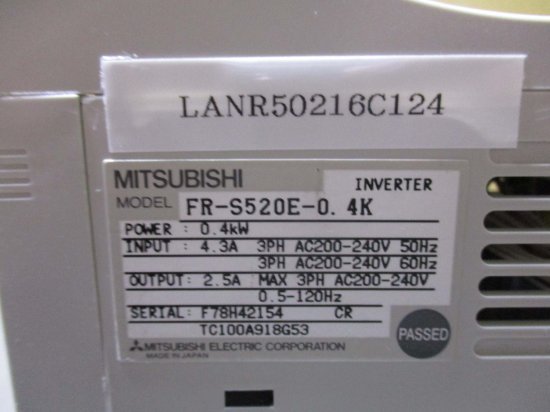 LANR50216C124
MITSUBISHI INVERTER
MODEL FR-S520E-0.4K
POWER : 0.4kW
INPUT : 4.3A 3PH AC200-240V 50Hz
3PH AC200-240V 60Hz
OUTPUT: 2.5A MAX 3PH AC200-240V
0.5-120Hz
SERIAL: F78H42154 CR
TC100A918G53
PASSED
MITSUBISHI ELECTRIC CORPORATION
MADE IN JAPAN